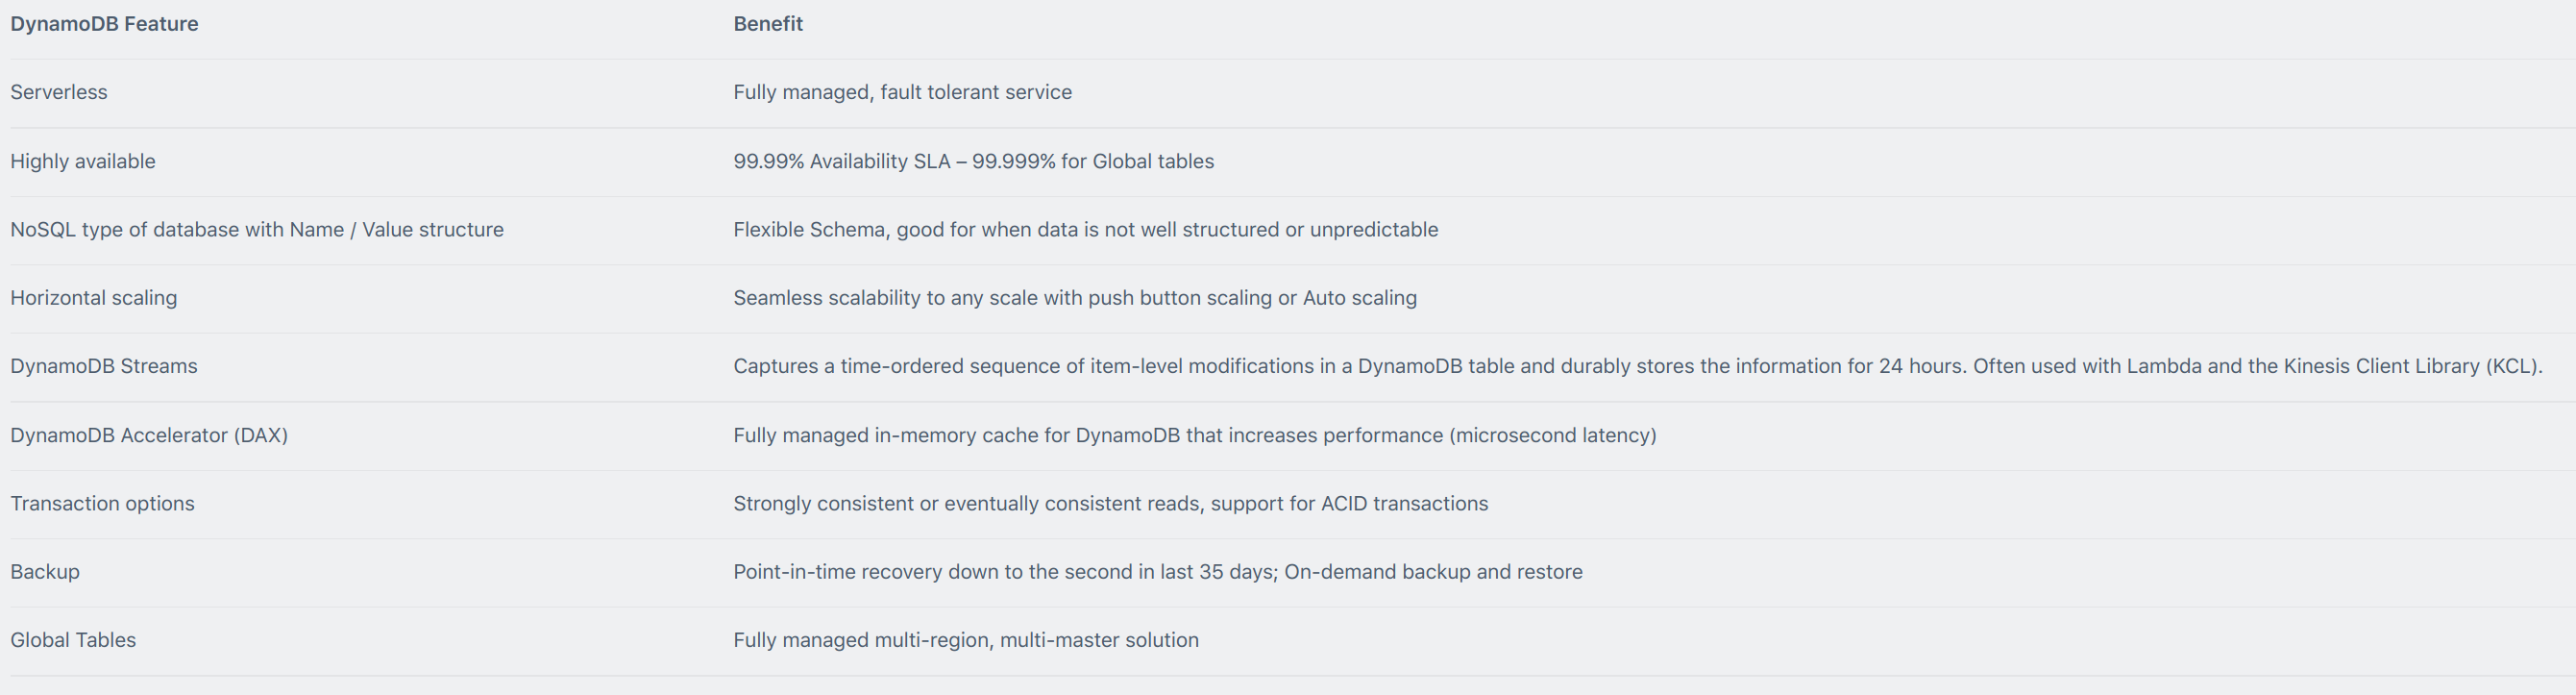 DynamoDB Feature Benefit
Serverless Fully managed, fault tolerant service
Highly available 99.99% Availability SLA – 99.999% for Global tables
NoSQL type of database with Name / Value structure Flexible Schema, good for when data is not well structured or unpredictable
Horizontal scaling Seamless scalability to any scale with push button scaling or Auto scaling
DynamoDB Streams Captures a time-ordered sequence of item-level modifications in a DynamoDB table and durably stores the information for 24 hours. Often used with Lambda and the Kinesis Client Library (KCL).
DynamoDB Accelerator (DAX) Fully managed in-memory cache for DynamoDB that increases performance (microsecond latency)
Transaction options Strongly consistent or eventually consistent reads, support for ACID transactions
Backup Point-in-time recovery down to the second in last 35 days; On-demand backup and restore
Global Tables Fully managed multi-region, multi-master solution